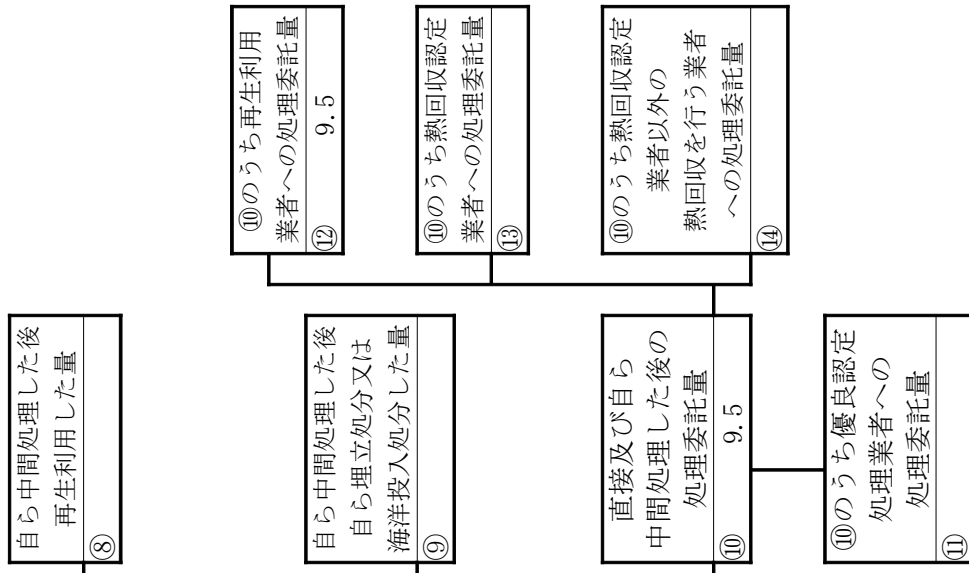 自ら中間処理した後
再生利用した量
⑧
自ら中間処理した後
自ら埋立処分又は
海洋投入処分した量
⑨
直接及び自ら
中間処理した後の
処理委託量
⑩ 9.5
⑩のうち優良認定
処理業者への
処理委託量
⑪
⑩のうち再生利用
業者への処理委託量
⑫ 9.5
⑩のうち熱回収認定
業者への処理委託量
⑬
⑩のうち熱回収認定
業者以外の
熱回収を行う業者
への処理委託量
⑭